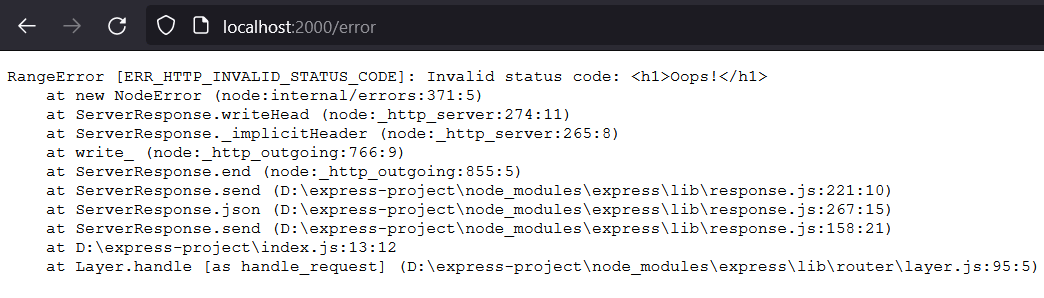 localhost:2000/error
RangeError [ERR_HTTP_INVALID_STATUS_CODE]: Invalid status code: <h1>Oops!</h1>
    at new NodeError (node:internal/errors:371:5)
    at ServerResponse.writeHead (node:_http_server:274:11)
    at ServerResponse._implicitHeader (node:_http_server:265:8)
    at write_ (node:_http_outgoing:766:9)
    at ServerResponse.end (node:_http_outgoing:855:5)
    at ServerResponse.send (D:\express-project\node_modules\express\lib\response.js:221:10)
    at ServerResponse.json (D:\express-project\node_modules\express\lib\response.js:267:15)
    at ServerResponse.send (D:\express-project\node_modules\express\lib\response.js:158:21)
    at D:\express-project\index.js:13:12
    at Layer.handle [as handle_request] (D:\express-project\node_modules\express\lib\router\layer.js:95:5)